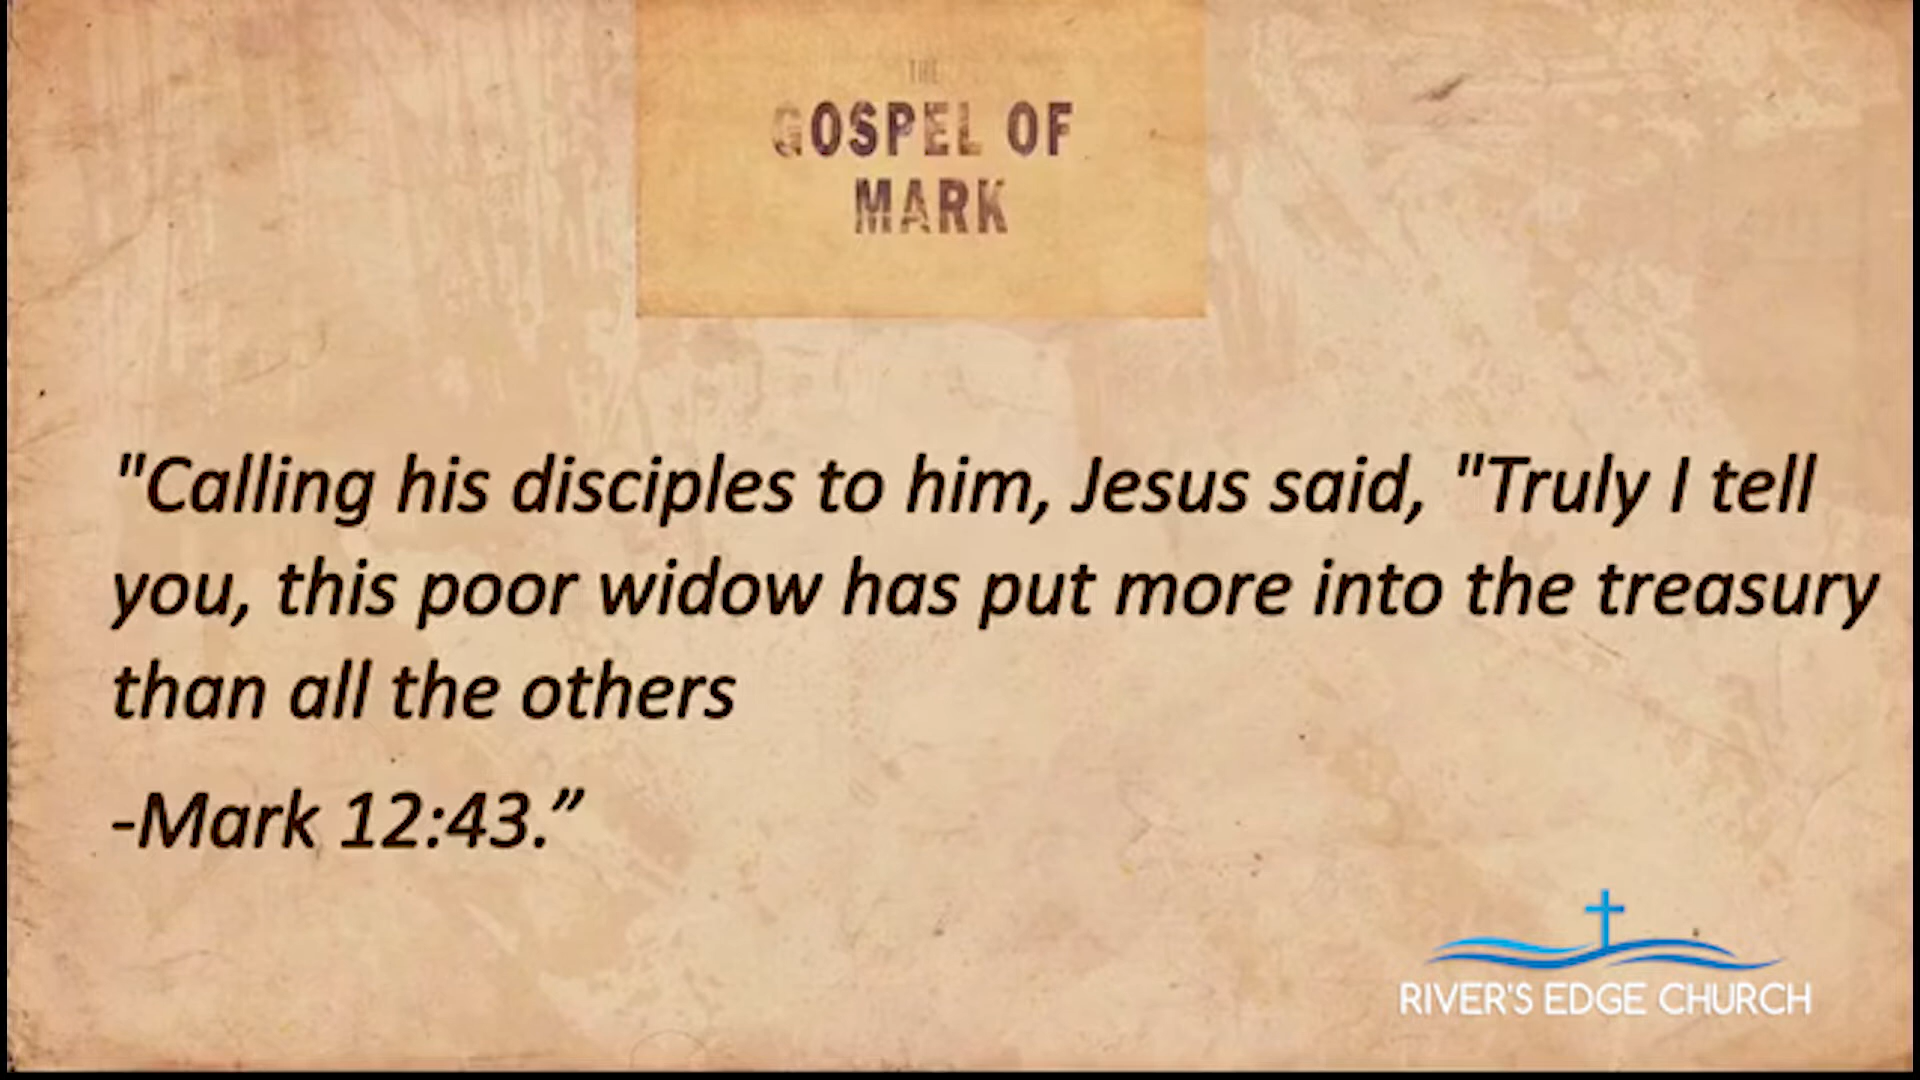 THE
GOSPEL OF
MARK
"Calling his disciples to him, Jesus said, "Truly I tell
you, this poor widow has put more into the treasury
than all the others
-Mark 12:43.”
RIVER'S EDGE CHURCH